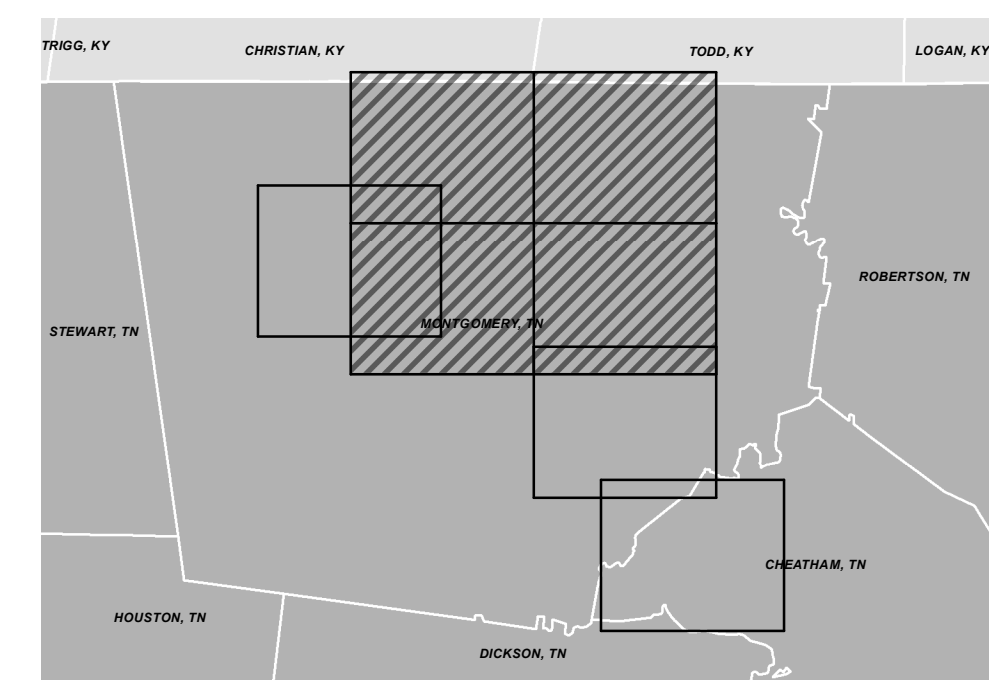 TRIGG, KY
CHRISTIAN, KY
TODD, KY
LOGAN, KY
ROBERTSON, TN
STEWART, TN
MONTGOMERY, TN
CHEATHAM, TN
HOUSTON, TN
DICKSON, TN